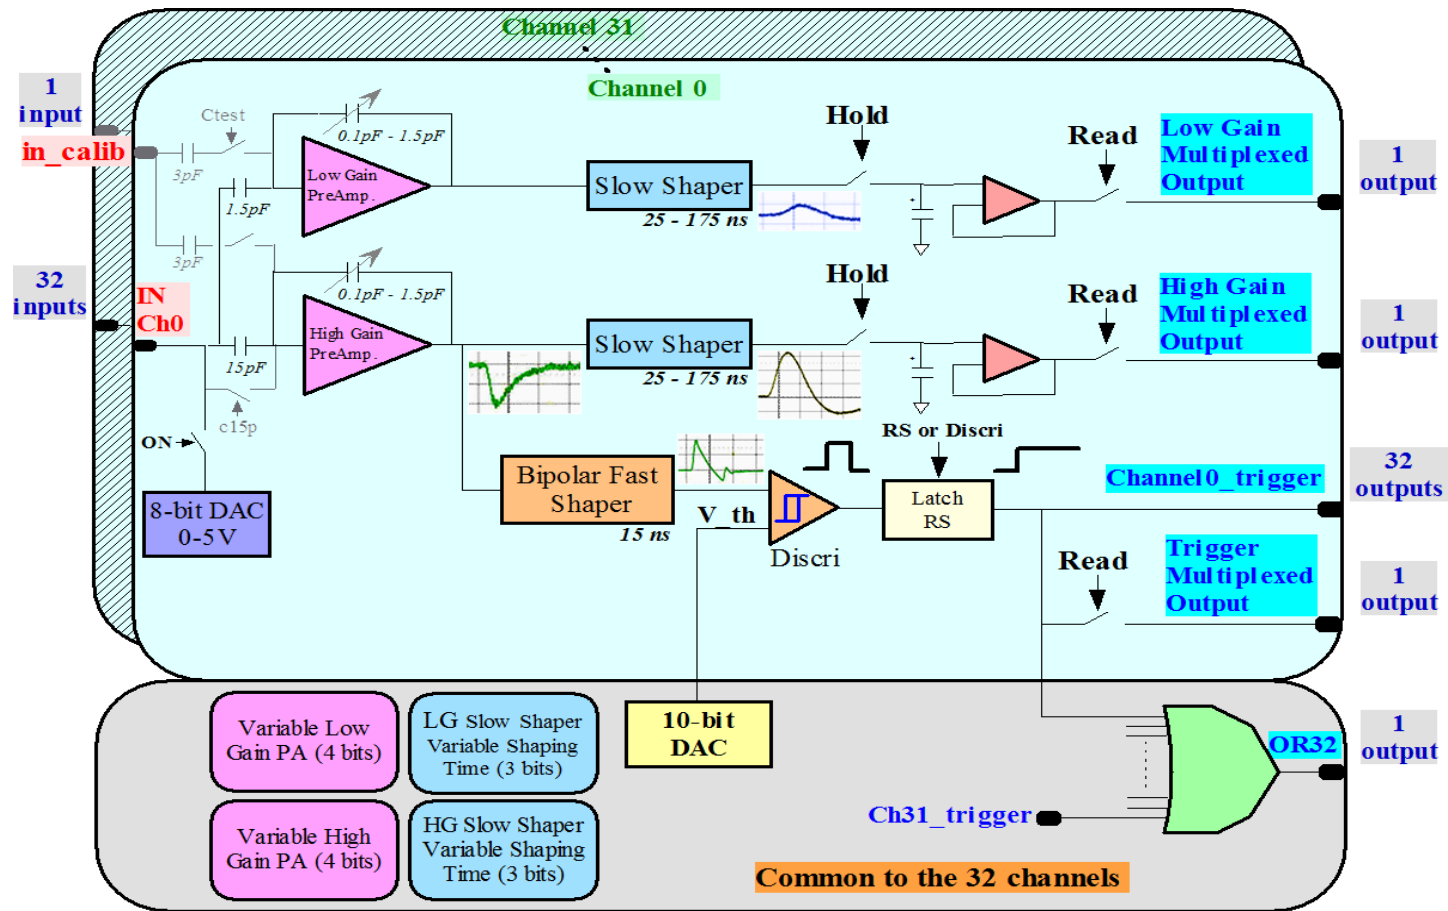 Channel 31
Channel 0
1
input
in_calib
Ctest
3pF
1.5pF
3pF
0.1pF - 1.5pF
Low Gain
PreAmp.
Slow Shaper
25 - 175 ns
Hold
Read
Low Gain
Multiplexed
Output
1
output
32
inputs
IN
Ch0
15pF
c15p
0.1pF - 1.5pF
High Gain
PreAmp.
Slow Shaper
25 - 175 ns
Hold
Read
High Gain
Multiplexed
Output
1
output
ON
8-bit DAC
0-5V
Bipolar Fast
Shaper
15 ns
V_th
Discri
RS or Discri
Latch
RS
Channel0_trigger
32
outputs
Read
Trigger
Multiplexed
Output
1
output
Variable Low
Gain PA (4 bits)
LG Slow Shaper
Variable Shaping
Time (3 bits)
10-bit
DAC
OR32
1
output
Variable High
Gain PA (4 bits)
HG Slow Shaper
Variable Shaping
Time (3 bits)
Ch31_trigger
Common to the 32 channels